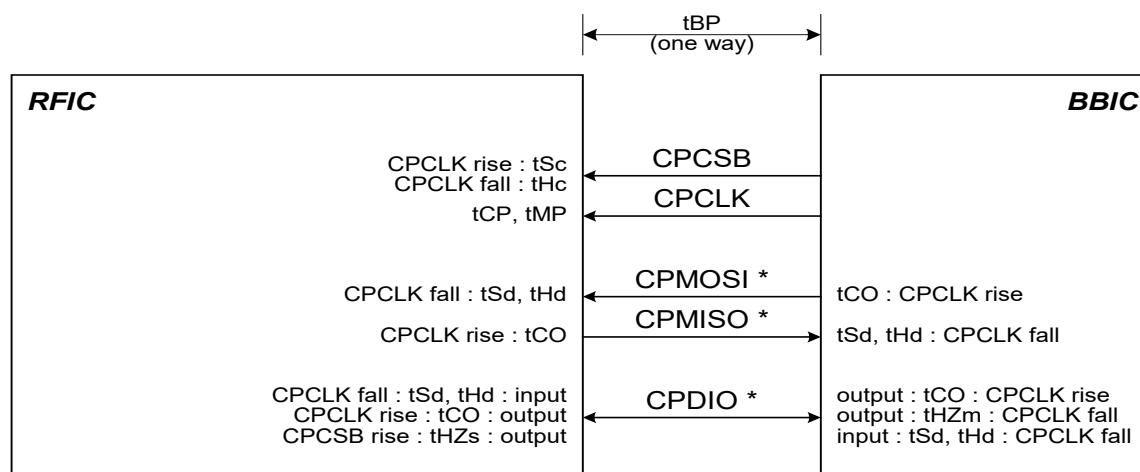 tBP
(one way)
RFIC
BBIC
CPCLK rise : tSc
CPCLK fall : tHc
CPCSB
tCP, tMP
CPCLK
CPCLK fall : tSd, tHd
CPMOSI *
tCO : CPCLK rise
CPCLK rise : tCO
CPMISO *
tSd, tHd : CPCLK fall
CPCLK fall : tSd, tHd : input
CPCLK rise : tCO : output
CPCSB rise : tHZs : output
CPDIO *
output : tCO : CPCLK rise
output : tHZm : CPCLK fall
input : tSd, tHd : CPCLK fall